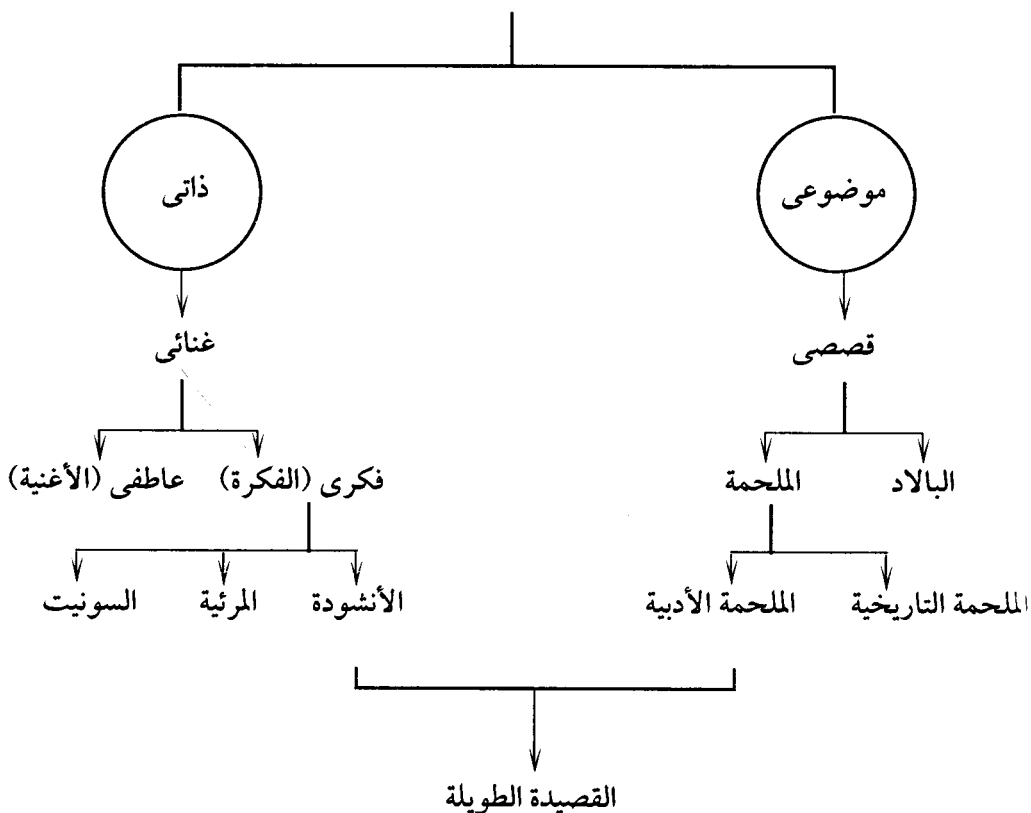 موضوعى ذاتى
قصصى غنائى
البالاد الملحمة فكرى (الفكرة) عاطفى (الأغنية)
الملحمة التاريخية الملحمة الأدبية الأنشودة المرثية السونيت
القصيدة الطويلة